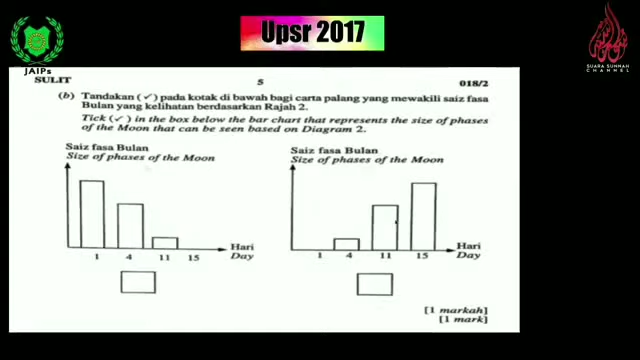 Upsr 2017
JAIPs
SUARA SUNNAH
CHANNEL
SULIT 5 018/2
(b) Tandakan (✓) pada kotak di bawah bagi carta palang yang mewakili saiz fasa
Bulan yang kelihatan berdasarkan Rajah 2.
Tick (✓) in the box below the bar chart that represents the size of phases
of the Moon that can be seen based on Diagram 2.
Saiz fasa Bulan
Size of phases of the Moon
Hari
1 4 11 15 Day
Saiz fasa Bulan
Size of phases of the Moon
Hari
1 4 11 15 Day
[1 markah]
[1 mark]